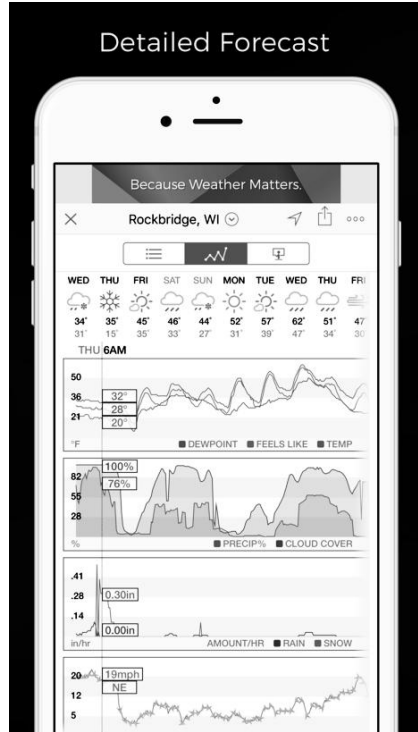 Detailed Forecast
Because Weather Matters.
Rockbridge, WI
WED THU FRI SAT SUN MON TUE WED THU FRI
34° 35° 45° 46° 44° 52° 57° 62° 51° 47
31° 15° 35° 33° 27° 31° 39° 47° 34° 30
THU 6AM
50
36 32°
28°
21 20°
°F DEWPOINT FEELS LIKE TEMP
100%
82 76%
55
28
% PRECIP% CLOUD COVER
.41
.28 0.30in
.14
0.00in
in/hr AMOUNT/HR RAIN SNOW
20 19mph
NE
12
5